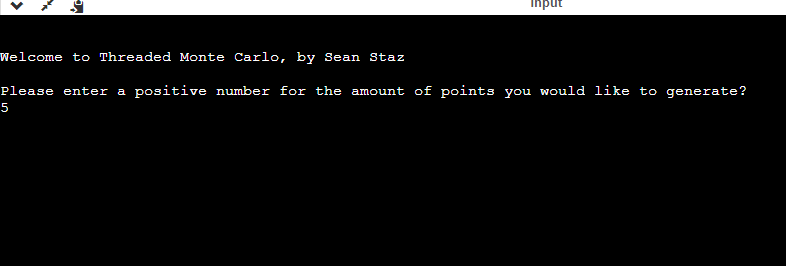 input
Welcome to Threaded Monte Carlo, by Sean Staz
Please enter a positive number for the amount of points you would like to generate?
5